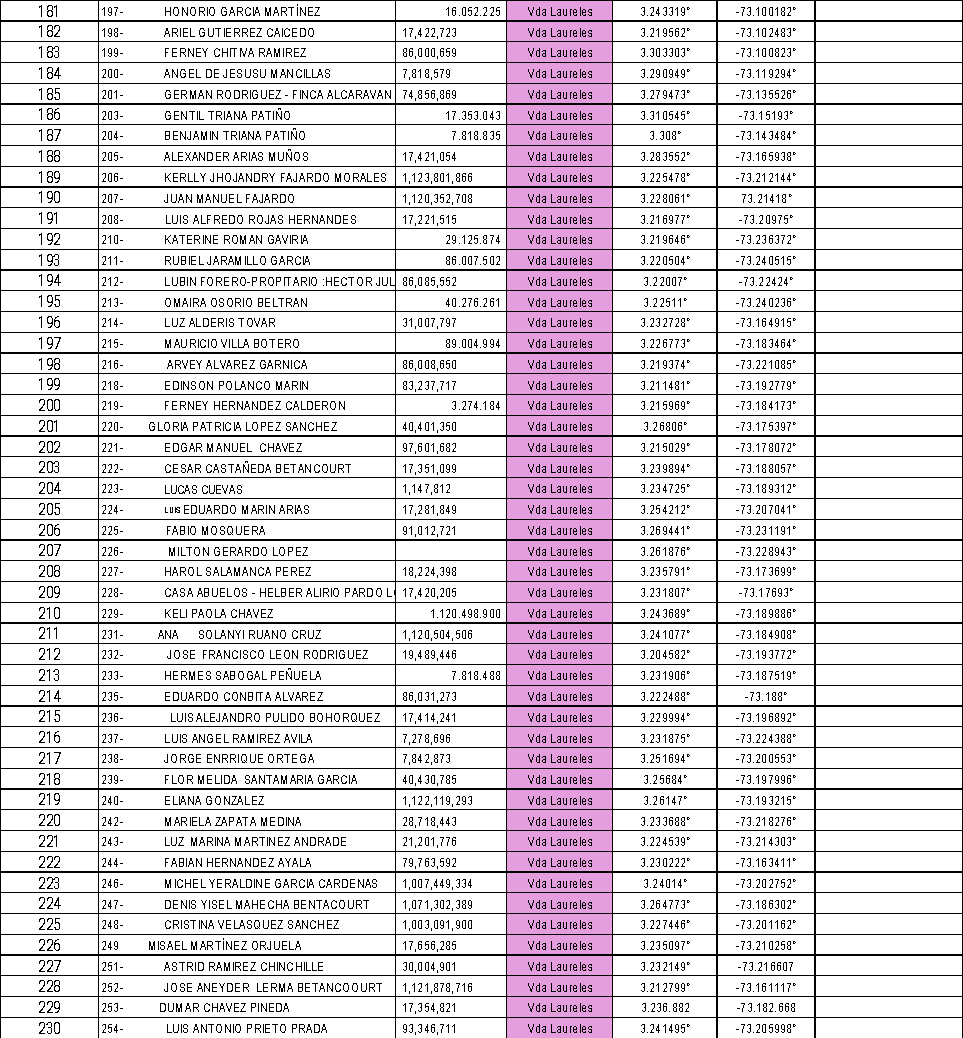 181 197- HONORIO GARCIA MARTÍNEZ 16.052.225 Vda Laureles 3.243319° -73.100182°
182 198- ARIEL GUTIERREZ CAICEDO 17,422,723 Vda Laureles 3.219562° -73.102483°
183 199- FERNEY CHITIVA RAMIREZ 86,000,659 Vda Laureles 3.303303° -73.100823°
184 200- ANGEL DE JESUSU MANCILLAS 7,818,579 Vda Laureles 3.290949° -73.119294°
185 201- GERMAN RODRIGUEZ - FINCA ALCARAVAN 74,856,869 Vda Laureles 3.279473° -73.135526°
186 203- GENTIL TRIANA PATIÑO 17.353.043 Vda Laureles 3.310545° -73.15193°
187 204- BENJAMIN TRIANA PATIÑO 7.818.835 Vda Laureles 3.308° -73.143484°
188 205- ALEXANDER ARIAS MUÑOS 17,421,054 Vda Laureles 3.283552° -73.165938°
189 206- KERLLY JHOJANDRY FAJARDO MORALES 1,123,801,866 Vda Laureles 3.225478° -73.212144°
190 207- JUAN MANUEL FAJARDO 1,120,352,708 Vda Laureles 3.228061° 73.21418°
191 208- LUIS ALFREDO ROJAS HERNANDES 17,221,515 Vda Laureles 3.216977° -73.20975°
192 210- KATERINE ROMAN GAVIRIA 29.125.874 Vda Laureles 3.219646° -73.236372°
193 211- RUBIEL JARAMILLO GARCIA 86.007.502 Vda Laureles 3.220504° -73.240515°
194 212- LUBIN FORERO-PROPITARIO :HECTOR JUL 86,085,552 Vda Laureles 3.22007° -73.22424°
195 213- OMAIRA OSORIO BELTRAN 40.276.261 Vda Laureles 3.22511° -73.240236°
196 214- LUZ ALDERIS TOVAR 31,007,797 Vda Laureles 3.232728° -73.164915°
197 215- MAURICIO VILLA BOTERO 89.004.994 Vda Laureles 3.226773° -73.183464°
198 216- ARVEY ALVAREZ GARNICA 86,008,650 Vda Laureles 3.219374° -73.221085°
199 218- EDINSON POLANCO MARIN 83,237,717 Vda Laureles 3.211481° -73.192779°
200 219- FERNEY HERNANDEZ CALDERON 3.274.184 Vda Laureles 3.215969° -73.184173°
201 220- GLORIA PATRICIA LOPEZ SANCHEZ 40,401,350 Vda Laureles 3.26806° -73.175397°
202 221- EDGAR MANUEL CHAVEZ 97,601,682 Vda Laureles 3.215029° -73.178072°
203 222- CESAR CASTAÑEDA BETANCOURT 17,351,099 Vda Laureles 3.239894° -73.188057°
204 223- LUCAS CUEVAS 1,147,812 Vda Laureles 3.234725° -73.189312°
205 224- LUIS EDUARDO MARIN ARIAS 17,281,849 Vda Laureles 3.254212° -73.207041°
206 225- FABIO MOSQUERA 91,012,721 Vda Laureles 3.269441° -73.231191°
207 226- MILTON GERARDO LOPEZ Vda Laureles 3.261876° -73.228943°
208 227- HAROL SALAMANCA PEREZ 18,224,398 Vda Laureles 3.235791° -73.173699°
209 228- CASA ABUELOS - HELBER ALIRIO PARDO L 17,420,205 Vda Laureles 3.231807° -73.17693°
210 229- KELI PAOLA CHAVEZ 1.120.498.900 Vda Laureles 3.243689° -73.189886°
211 231- ANA SOLANYI RUANO CRUZ 1,120,504,506 Vda Laureles 3.241077° -73.184908°
212 232- JOSE FRANCISCO LEON RODRIGUEZ 19,489,446 Vda Laureles 3.204582° -73.193772°
213 233- HERMES SABOGAL PEÑUELA 7.818.488 Vda Laureles 3.231906° -73.187519°
214 235- EDUARDO CONBITA ALVAREZ 86,031,273 Vda Laureles 3.222488° -73.188°
215 236- LUIS ALEJANDRO PULIDO BOHORQUEZ 17,414,241 Vda Laureles 3.229994° -73.196892°
216 237- LUIS ANGEL RAMIREZ AVILA 7,278,696 Vda Laureles 3.231875° -73.224388°
217 238- JORGE ENRRIQUE ORTEGA 7,842,873 Vda Laureles 3.251694° -73.200553°
218 239- FLOR MELIDA SANTAMARIA GARCIA 40,430,785 Vda Laureles 3.25684° -73.197996°
219 240- ELIANA GONZALEZ 1,122,119,293 Vda Laureles 3.26147° -73.193215°
220 242- MARIELA ZAPATA MEDINA 28,718,443 Vda Laureles 3.233688° -73.218276°
221 243- LUZ MARINA MARTINEZ ANDRADE 21,201,776 Vda Laureles 3.224539° -73.214303°
222 244- FABIAN HERNANDEZ AYALA 79,763,592 Vda Laureles 3.230222° -73.163411°
223 246- MICHEL YERALDINE GARCIA CARDENAS 1,007,449,334 Vda Laureles 3.24014° -73.202752°
224 247- DENIS YISEL MAHECHA BENTACOURT 1,071,302,389 Vda Laureles 3.264773° -73.186302°
225 248- CRISTINA VELASQUEZ SANCHEZ 1,003,091,900 Vda Laureles 3.227446° -73.201162°
226 249 MISAEL MARTÍNEZ ORJUELA 17,656,285 Vda Laureles 3.235097° -73.210258°
227 251- ASTRID RAMIREZ CHINCHILLE 30,004,901 Vda Laureles 3.232149° -73.216607
228 252- JOSE ANEYDER LERMA BETANCOOURT 1,121,878,716 Vda Laureles 3.212799° -73.161117°
229 253- DUMAR CHAVEZ PINEDA 17,354,821 Vda Laureles 3.236.882 -73.182.668
230 254- LUIS ANTONIO PRIETO PRADA 93,346,711 Vda Laureles 3.241495° -73.205998°